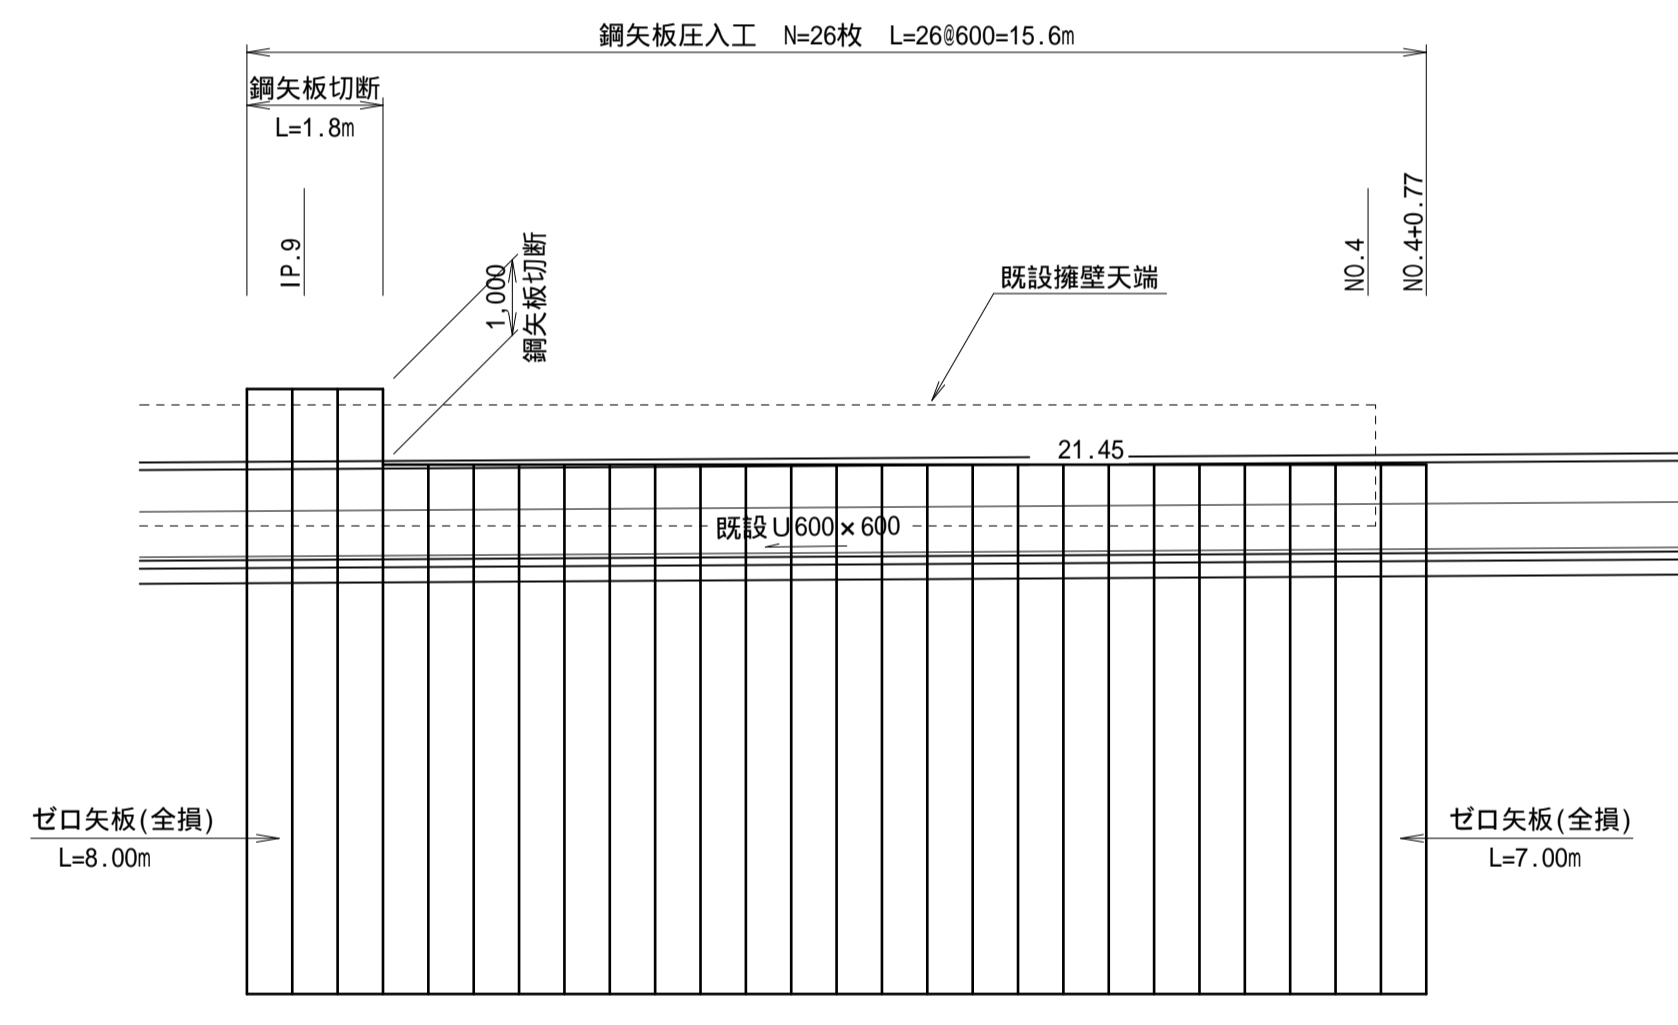 鋼矢板圧入工　N=26枚　L=26@600=15.6m
鋼矢板切断
L=1.8m
IP.9
1,000
鋼矢板切断
既設擁壁天端
NO.4
NO.4+0.77
21.45
既設U600×600
ゼロ矢板(全損)
L=8.00m
ゼロ矢板(全損)
L=7.00m